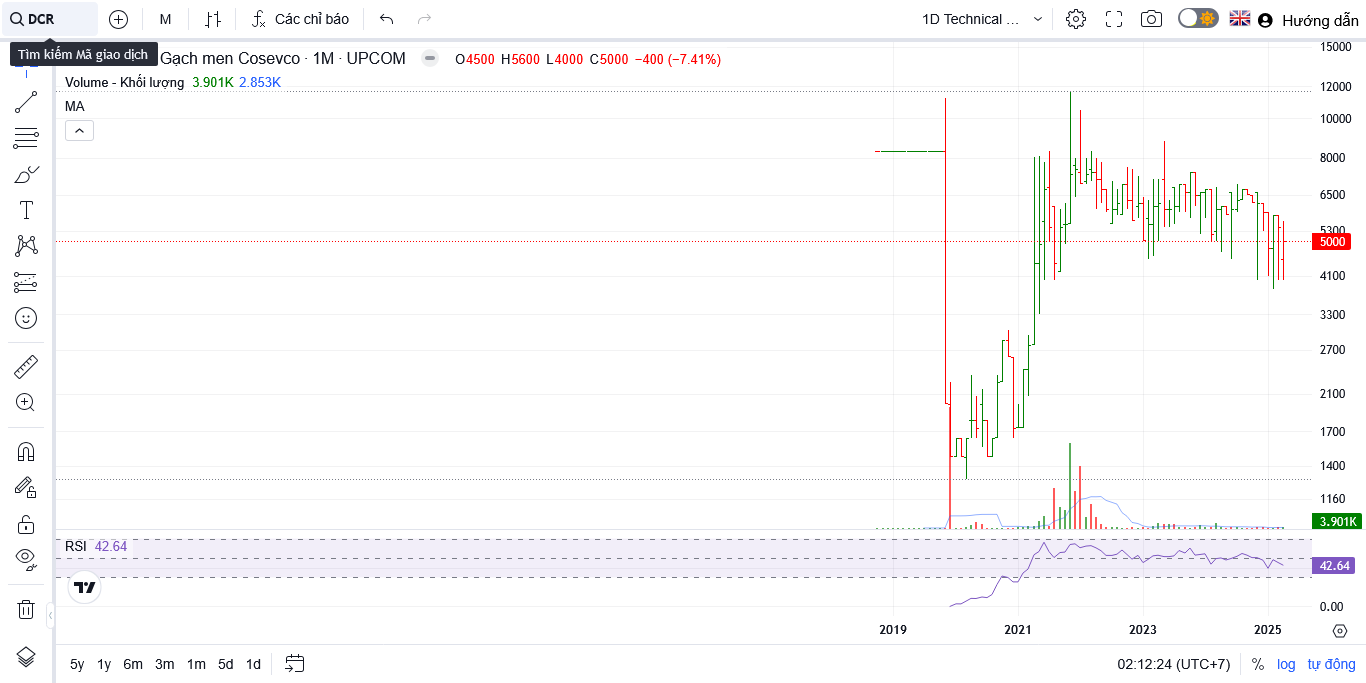 DCR
M
Các chỉ báo
1D Technical ...
Hướng dẫn
Tìm kiếm Mã giao dịch
Gạch men Cosevco · 1M · UPCOM
O4500 H5600 L4000 C5000 −400 (−7.41%)
Volume - Khối lượng 3.901K 2.853K
MA
15000
12000
10000
8000
6500
5300
5000
4100
3300
2700
2100
1700
1400
1160
3.901K
RSI 42.64
42.64
0.00
2019 2021 2023 2025
5y 1y 6m 3m 1m 5d 1d
02:12:24 (UTC+7) % log tự động